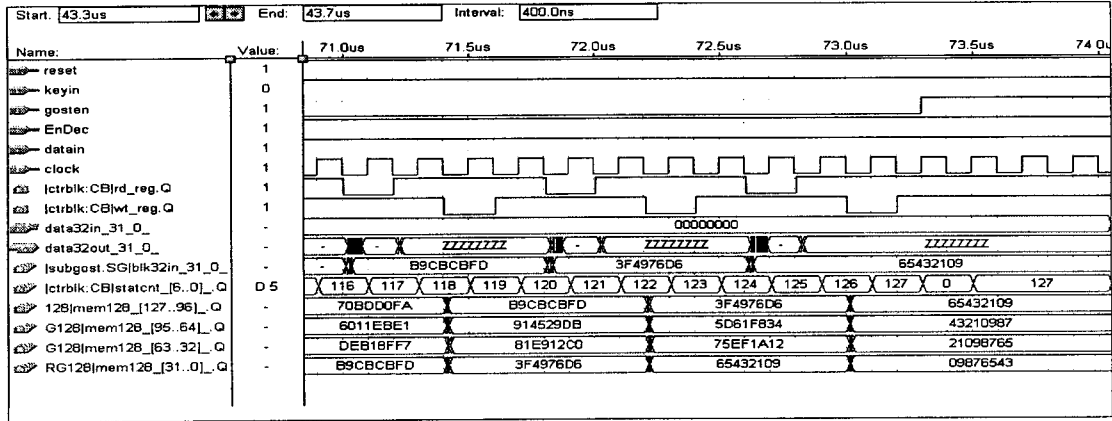 Start. 43.3us End: 43.7us Interval: 400.0ns
Name: Value: 71.0us 71.5us 72.0us 72.5us 73.0us 73.5us 74.0u
reset 1
keyin 0
gosten 1
EnDec 1
datain 1
clock 1
|ctrblk:CB|rd_reg.Q 1
|ctrblk:CB|wt_reg.Q 1
data32in_31_0_ - 00000000
data32out_31_0_ - - - ZZZZZZZZ - ZZZZZZZZ - ZZZZZZZZ
|subgost.SG|blk32in_31_0_ - - B9CBCBFD 3F4976D6 65432109
|ctrbl:CB|statcnt_[6..0]_.Q D 5 116 117 118 119 120 121 122 123 124 125 126 127 0 127
128|mem128_[127..96]_.Q - 70BDD0FA B9CBCBFD 3F4976D6 65432109
G128|mem128_[95..64]_.Q - 6011E8E1 914529DB 5D61F834 43210987
G128|mem128_[63..32]_.Q - DEB18FF7 81E912C0 75EF1A12 21098765
RG128|mem128_[31..0]_.Q - B9CBCBFD 3F4976D6 65432109 09876543